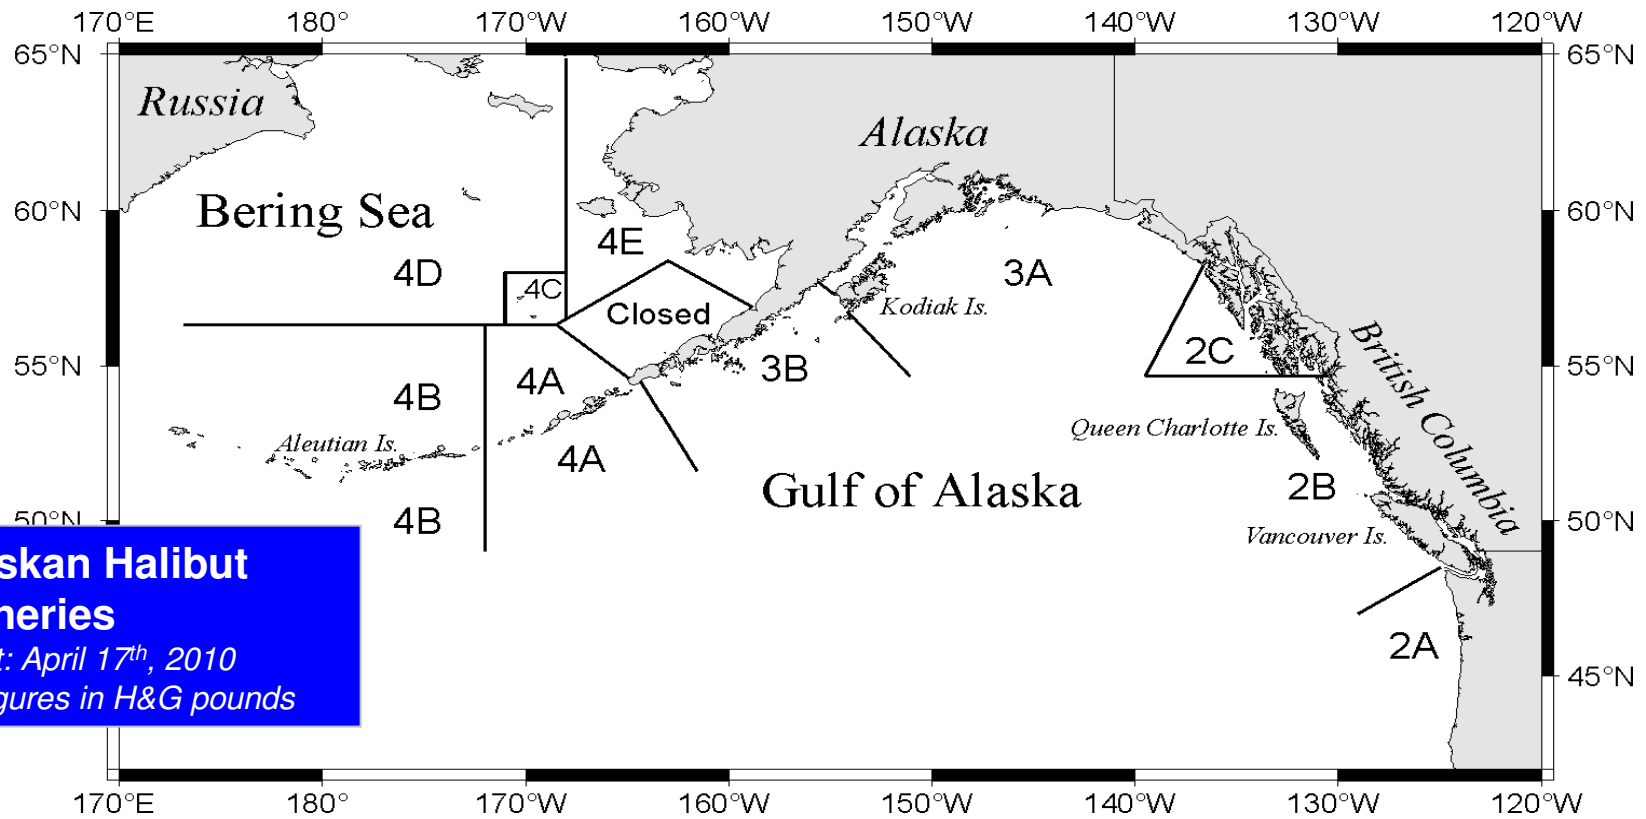 170°E 180° 170°W 160°W 150°W 140°W 130°W 120°W
65°N 65°N
Russia
Alaska
60°N 60°N
Bering Sea
4E
4D
4C
3A
Closed
Kodiak Is.
British Columbia
2C
55°N 55°N
3B
4A
4B
Queen Charlotte Is.
Aleutian Is.
4A
Gulf of Alaska
2B
50°N 50°N
4B
Vancouver Is.
skan Halibut
neries
t: April 17th, 2010
gures in H&G pounds
2A
45°N
170°E 180° 170°W 160°W 150°W 140°W 130°W 120°W